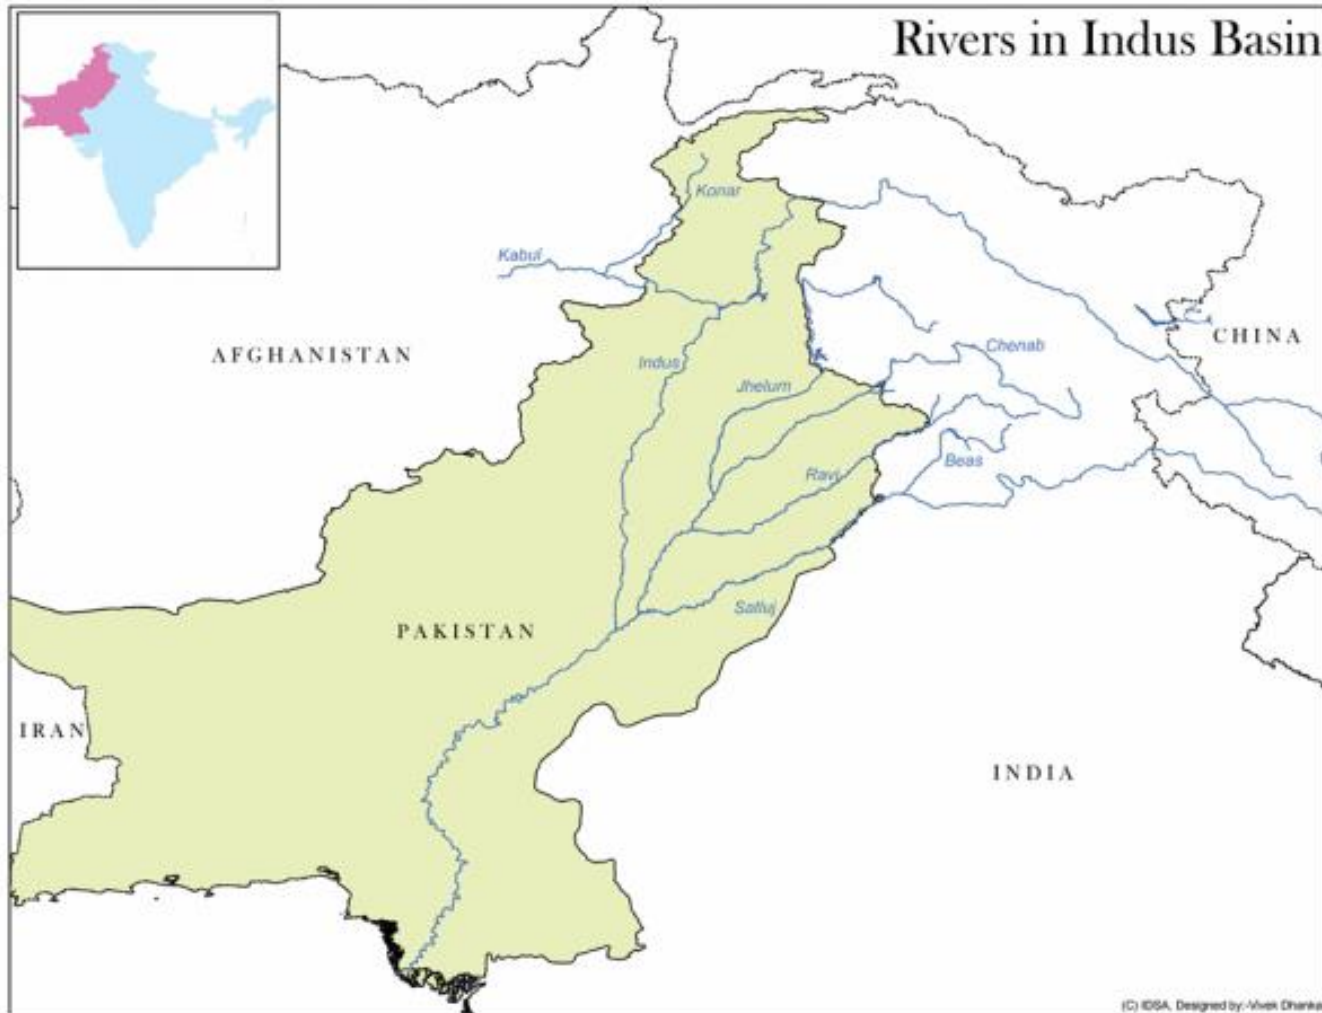 Rivers in Indus Basin
Konar
Kabul
AFGHANISTAN
CHINA
Indus
Chenab
Jhelum
Beas
Ravi
Satluj
PAKISTAN
IRAN
INDIA
(C) IDSA, Designed by:-Vivek